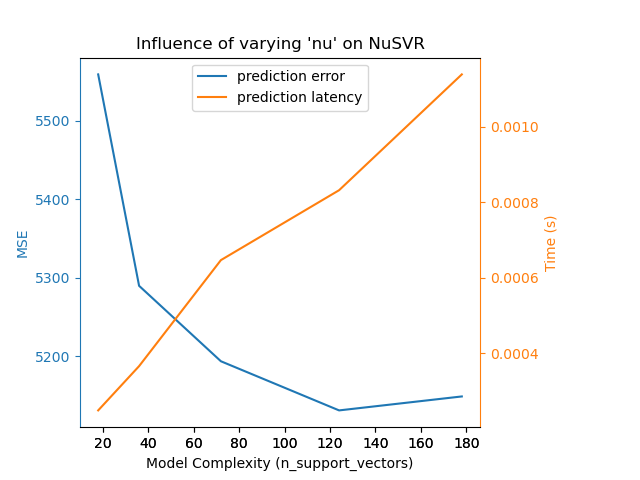 Influence of varying 'nu' on NuSVR
prediction error
prediction latency
5500
5400
5300
5200
MSE
0.0010
0.0008
0.0006
0.0004
Time (s)
20 40 60 80 100 120 140 160 180
Model Complexity (n_support_vectors)